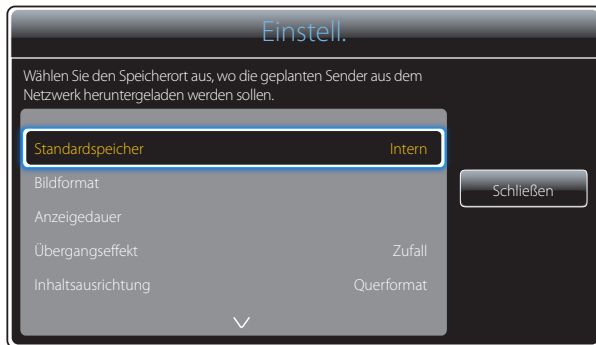 Einstell.
Wählen Sie den Speicherort aus, wo die geplanten Sender aus dem
Netzwerk heruntergeladen werden sollen.
Standardspeicher Intern
Bildformat
Schließen
Anzeigedauer
Übergangseffekt Zufall
Inhaltsausrichtung Querformat